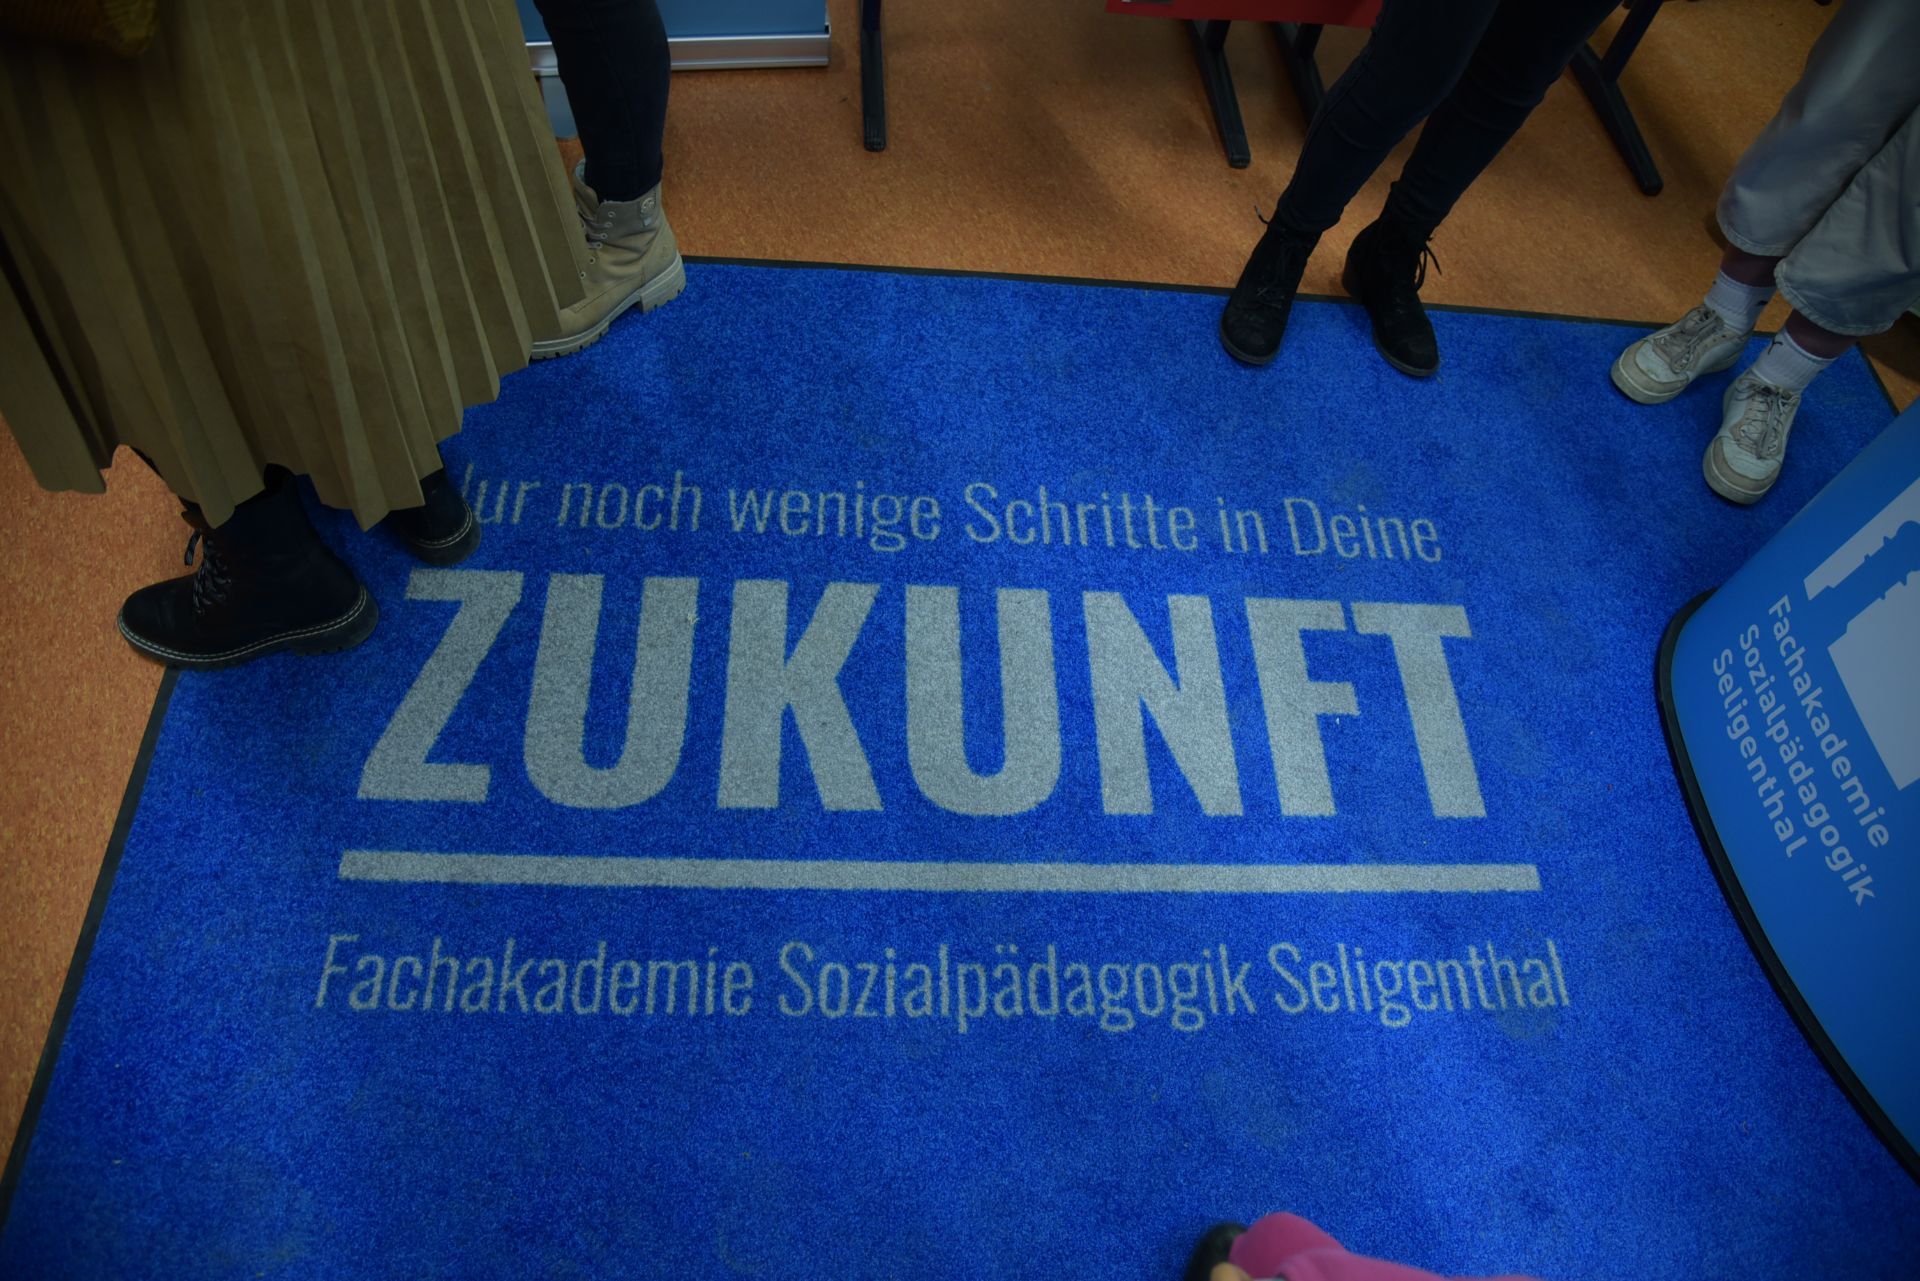 Nur noch wenige Schritte in Deine
ZUKUNFT
Fachakademie Sozialpädagogik Seligenthal
Fachakademie
Sozialpädagogik
Seligenthal